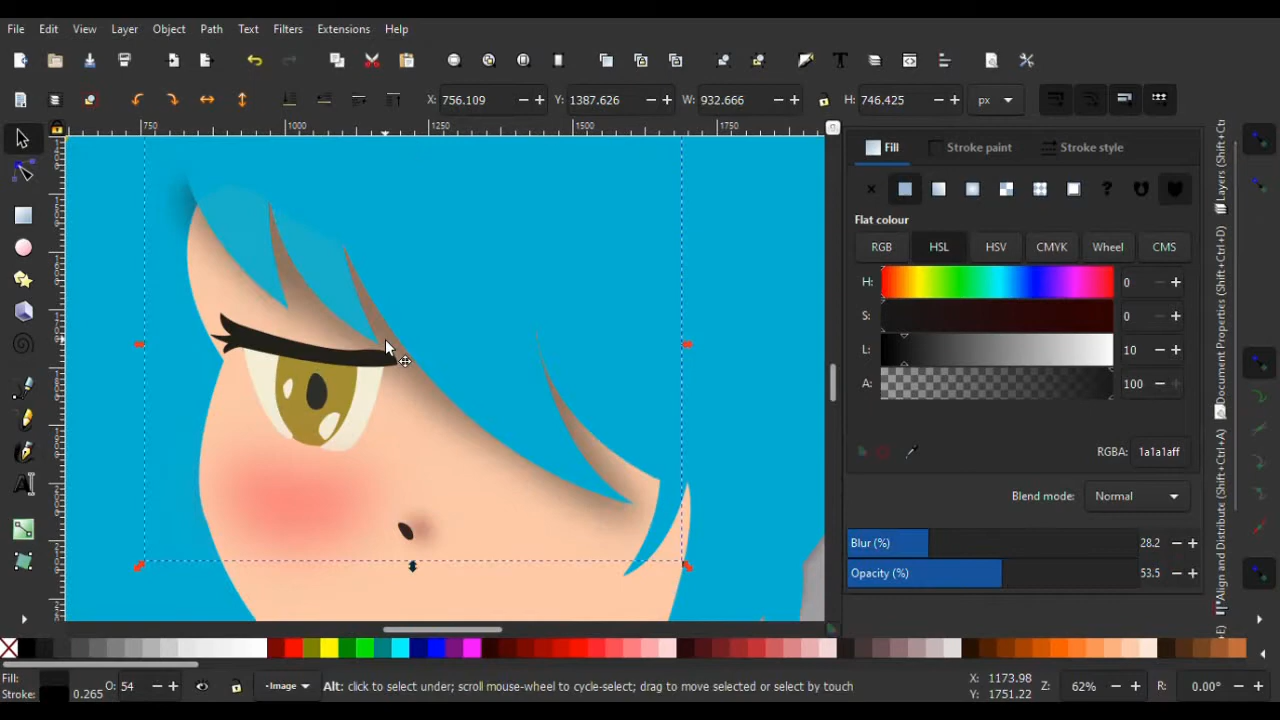 File Edit View Layer Object Path Text Filters Extensions Help
X: 756.109 Y: 1387.626 W: 932.666 H: 746.425 px
750 1000 1250 1500 1750
Fill Stroke paint Stroke style
Flat colour
RGB HSL HSV CMYK Wheel CMS
H: 0
S: 0
L: 10
A: 100
RGBA: 1a1a1aff
Blend mode: Normal
Blur (%) 28.2
Opacity (%) 53.5
Layers (Shift+Ctrl+L)
Document Properties (Shift+Ctrl+D)
Align and Distribute (Shift+Ctrl+A)
Fill:
Stroke: 0.265 O: 54 Image Alt: click to select under; scroll mouse-wheel to cycle-select; drag to move selected or select by touch X: 1173.98 Y: 1751.22 Z: 62% R: 0.00°